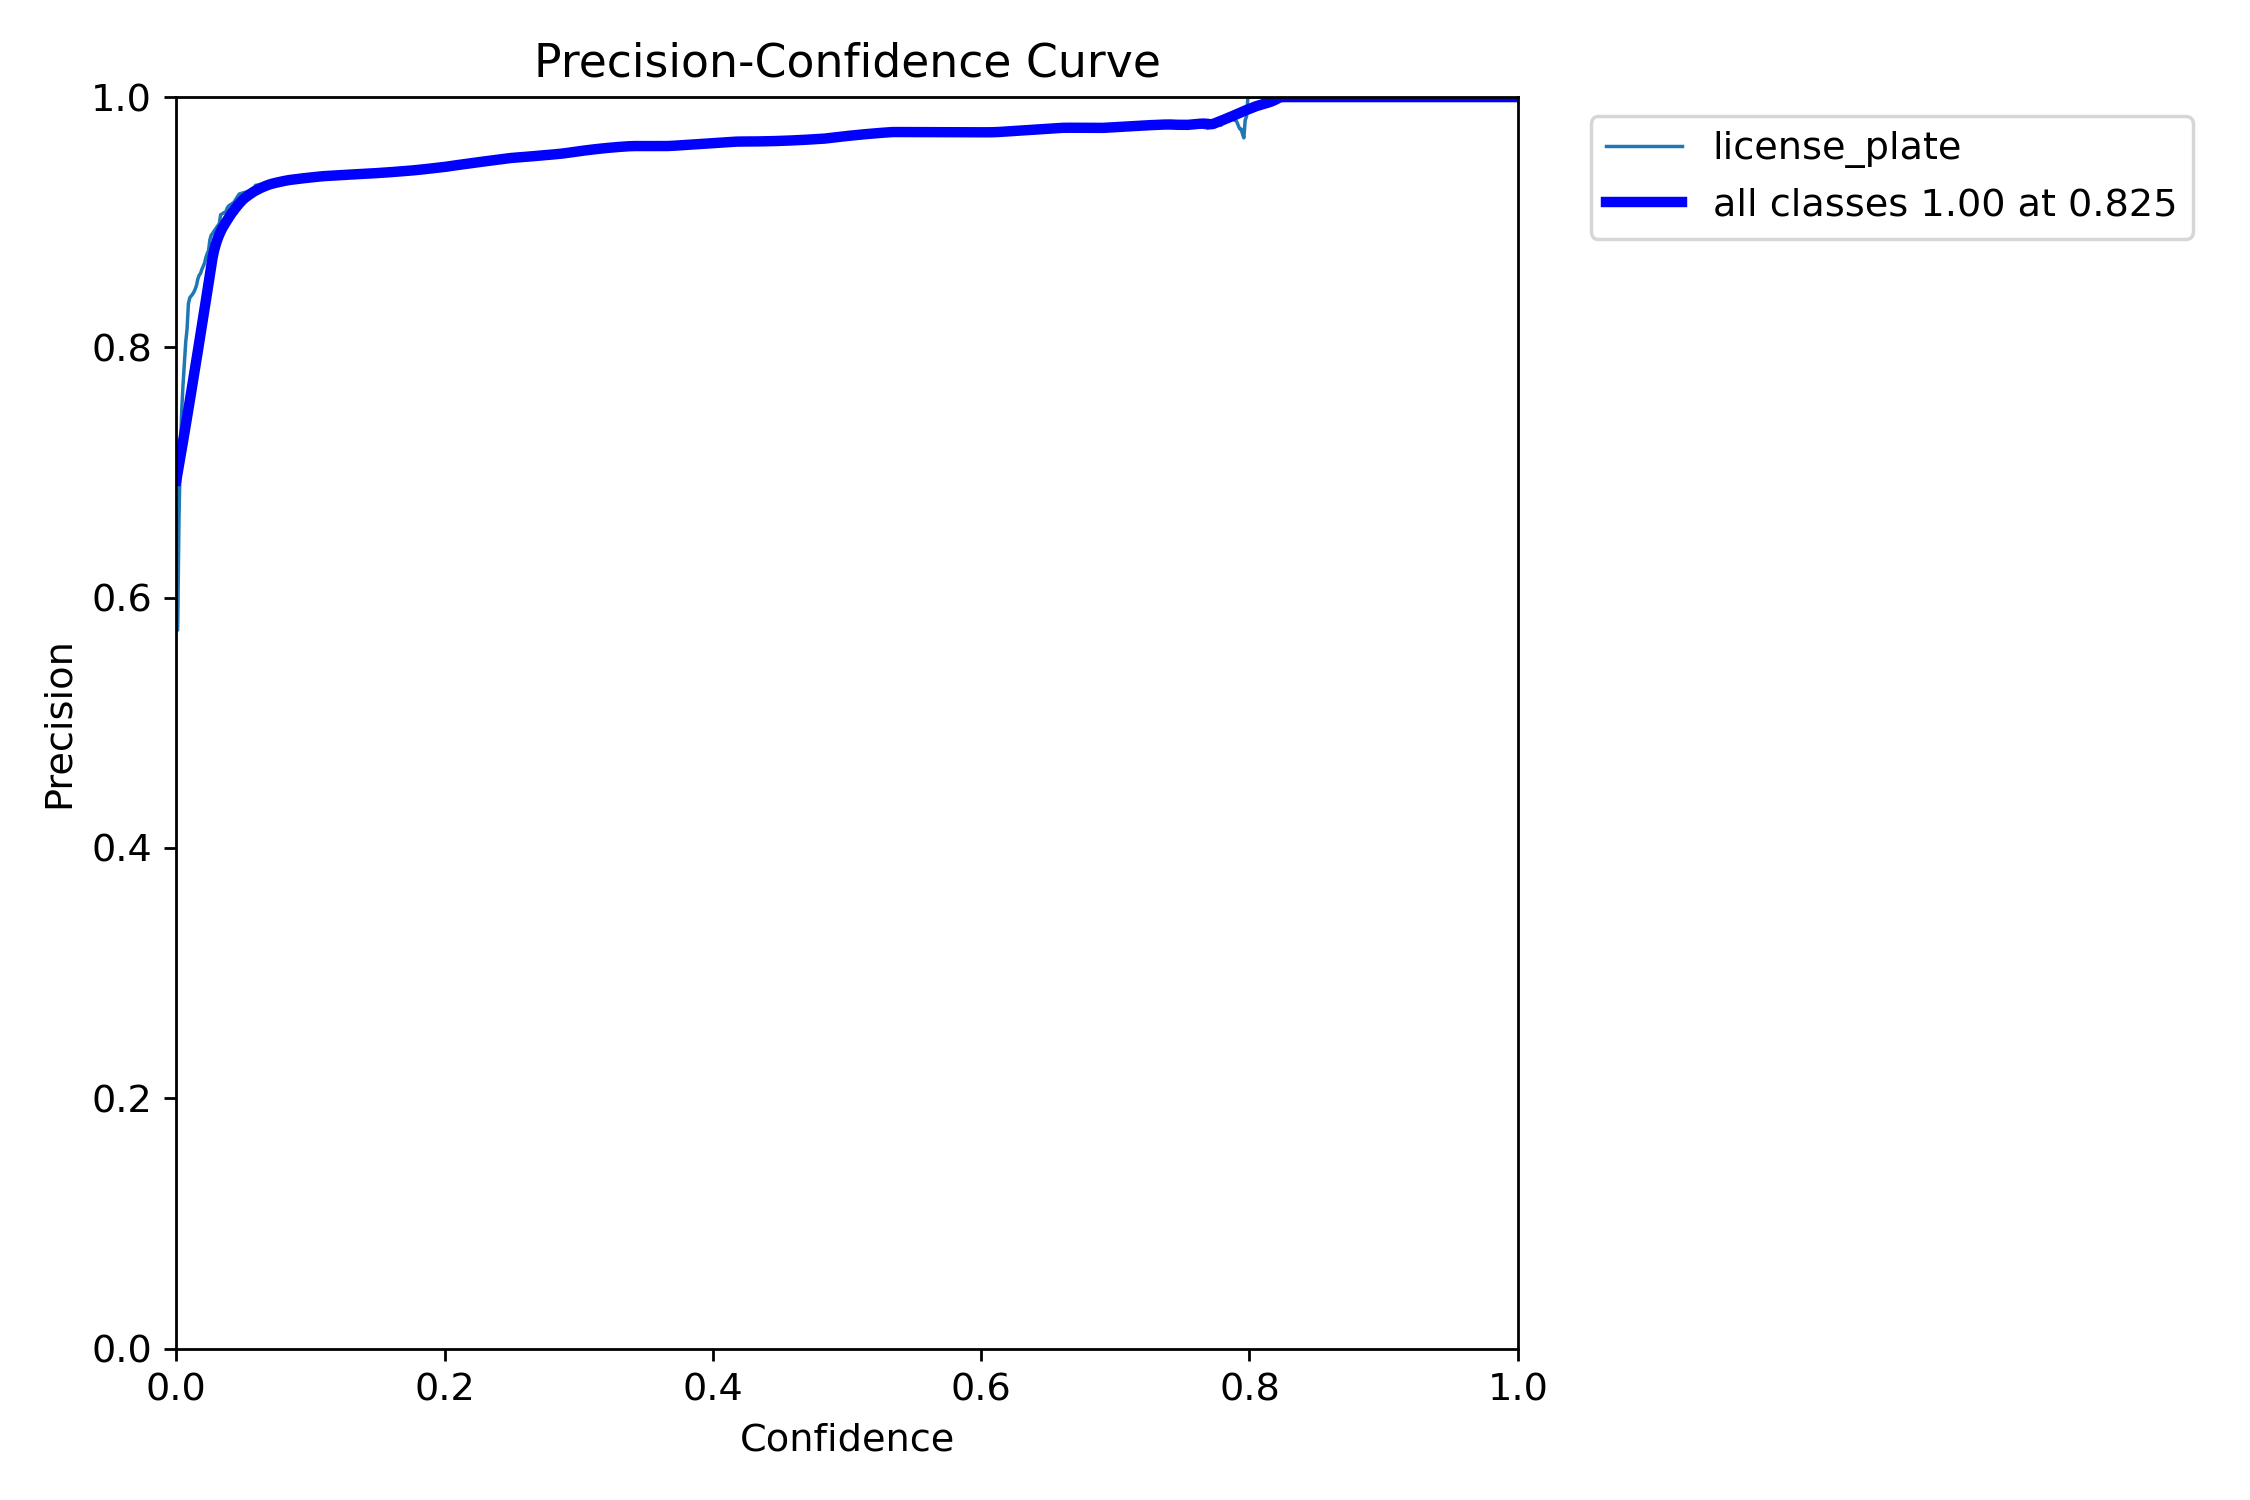 Precision-Confidence Curve
1.0
0.8
0.6
0.4
0.2
0.0
Precision
0.0 0.2 0.4 0.6 0.8 1.0
Confidence
license_plate
all classes 1.00 at 0.825